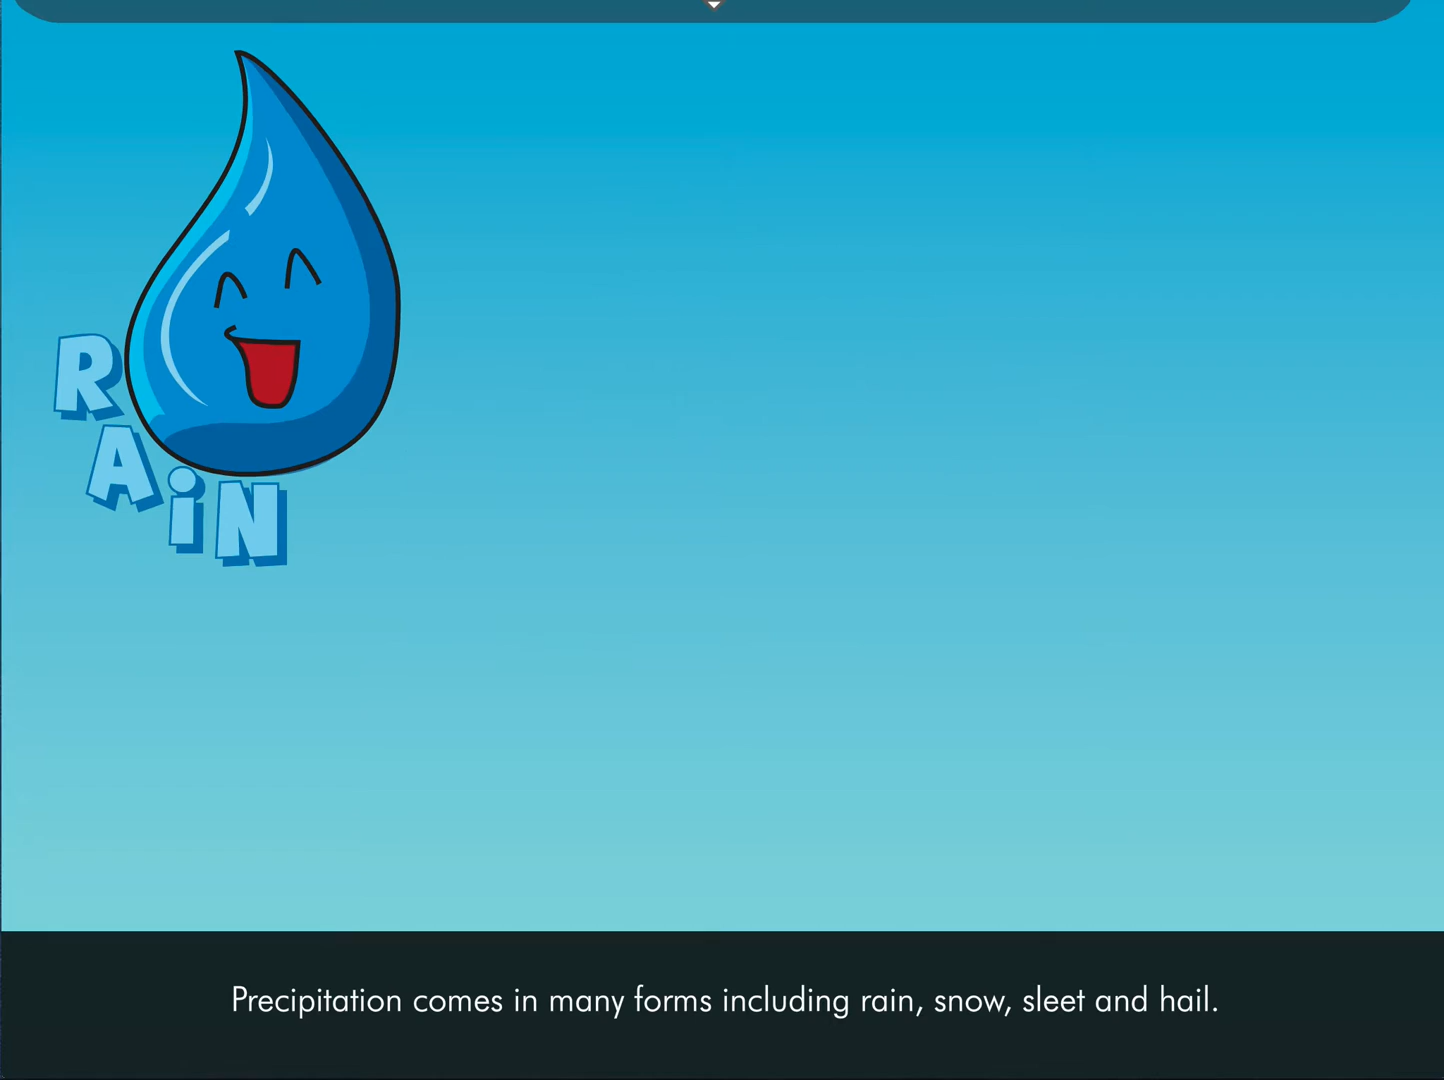 RAiN
Precipitation comes in many forms including rain, snow, sleet and hail.